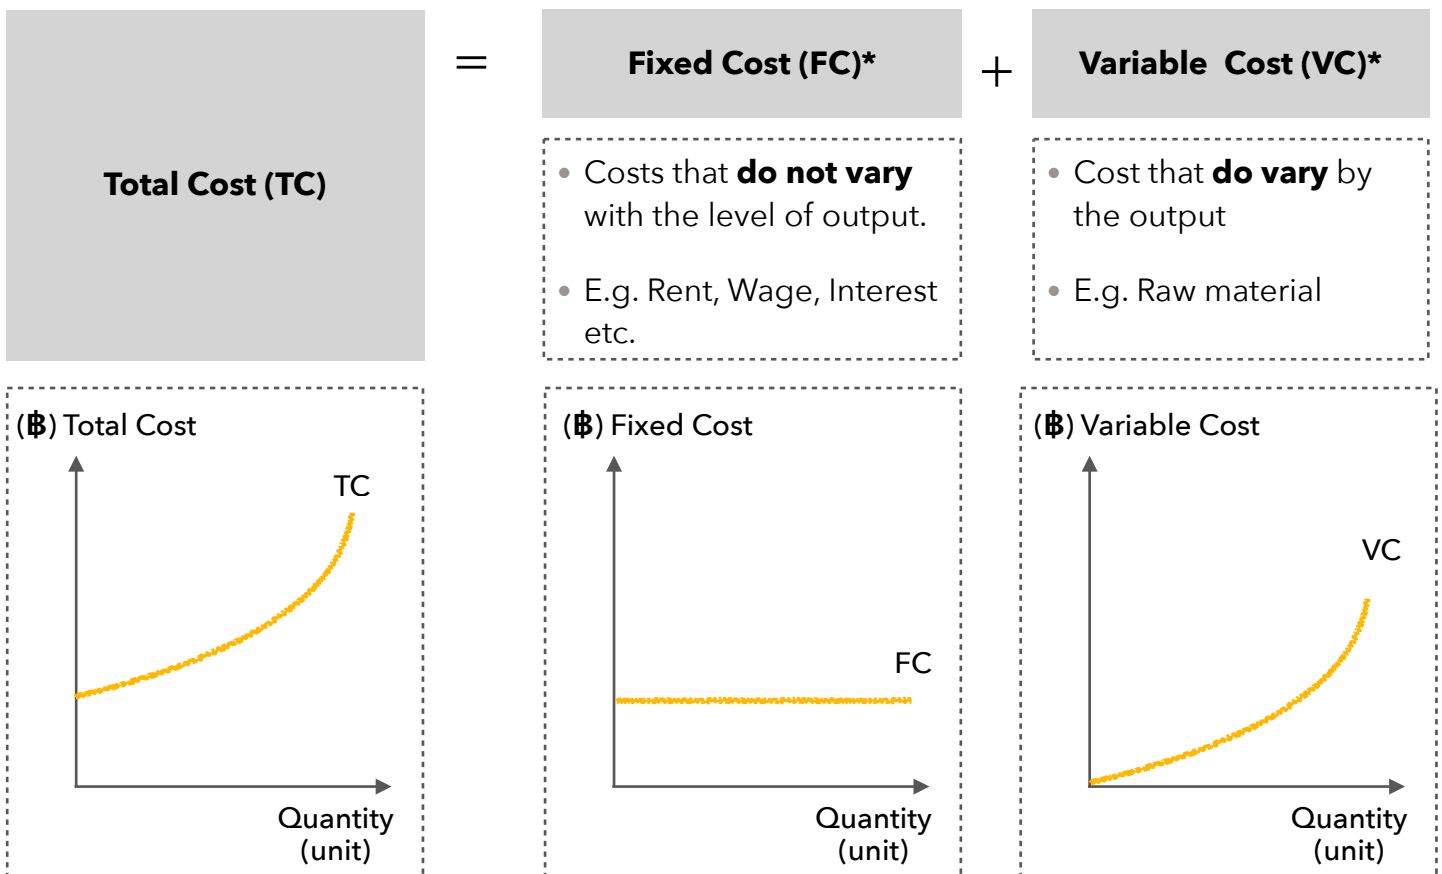 Total Cost (TC)
=
Fixed Cost (FC)*
+
Variable Cost (VC)*
• Costs that do not vary
with the level of output.
• E.g. Rent, Wage, Interest
etc.
• Cost that do vary by
the output
• E.g. Raw material
(฿) Total Cost
TC
Quantity
(unit)
(฿) Fixed Cost
FC
Quantity
(unit)
(฿) Variable Cost
VC
Quantity
(unit)